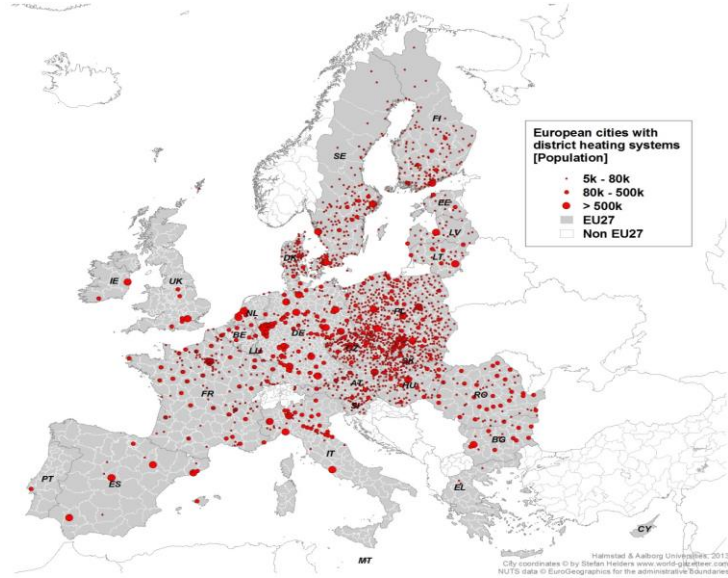 FI
SE
European cities with
district heating systems
[Population]
5k - 80k
80k - 500k
> 500k
EU27
Non EU27
EE
LV
LT
DK
IE
UK
NL
PL
BE
DE
CZ
LU
AT
HU
FR
SI
RO
BG
IT
PT
ES
EL
CY
MT
Halmstad & Aalborg Universities, 2013
City coordinates © by Stefan Helders www.world-gazetteer.com
NUTS data © EuroGeographics for the administrative boundaries